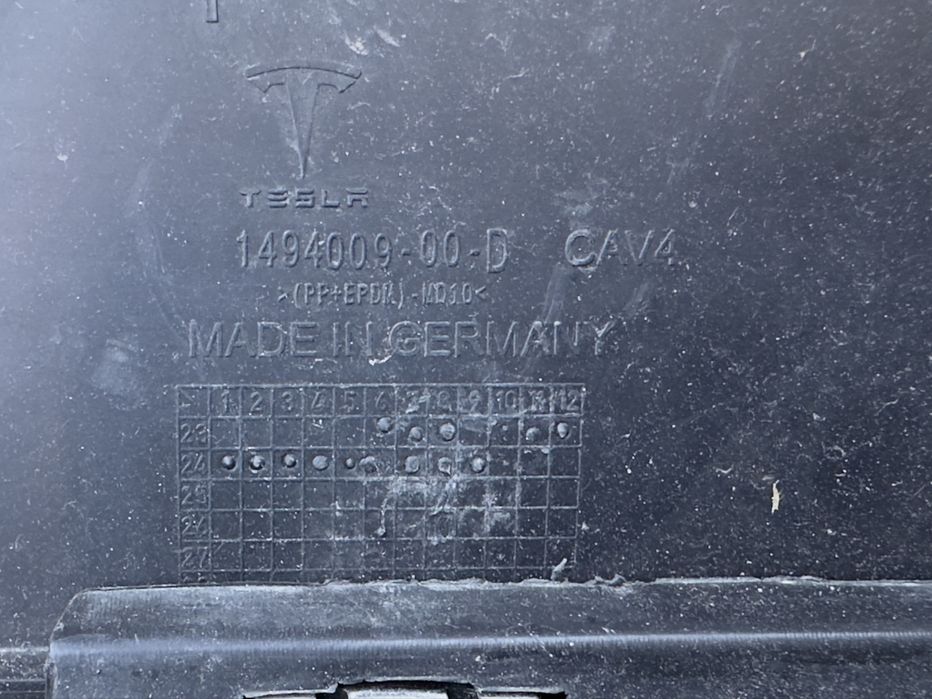 TESLA
1494009-00-D CAV4
>(PP+EPDM)-MD10<
MADE IN GERMANY
1 2 3 4 5 6 7 8 9 10 11 12
23
24
25
26
27